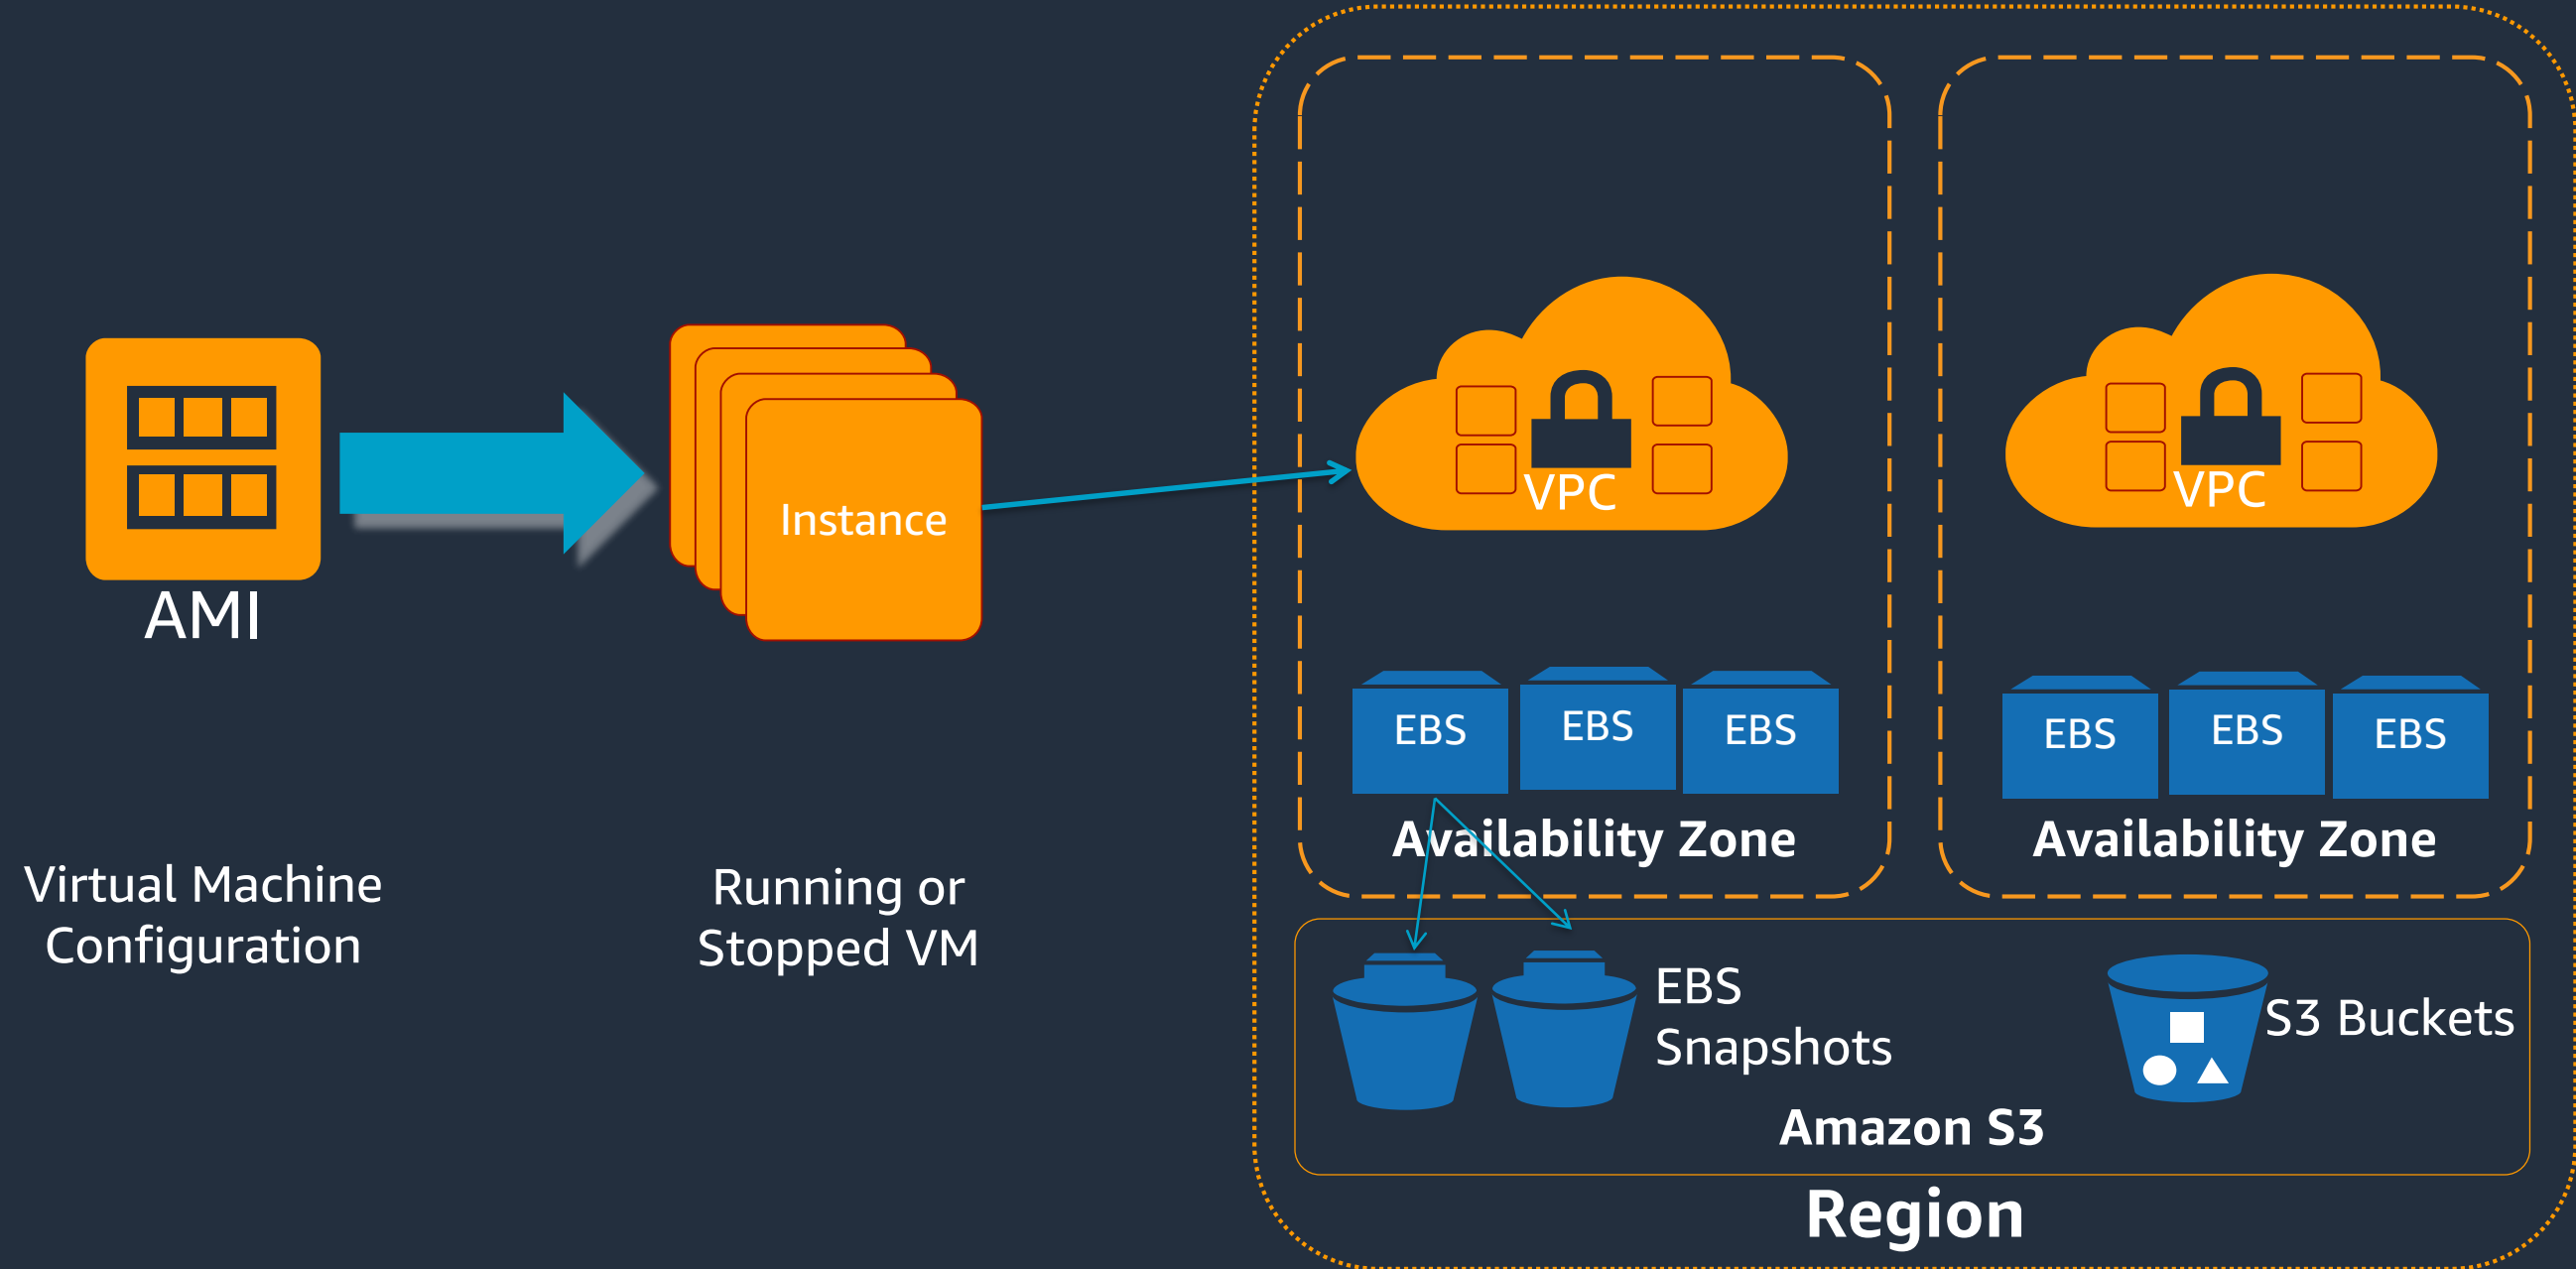 AMI
Virtual Machine
Configuration
Instance
Running or
Stopped VM
VPC
EBS
EBS
EBS
Availability Zone
VPC
EBS
EBS
EBS
Availability Zone
EBS
Snapshots
S3 Buckets
Amazon S3
Region